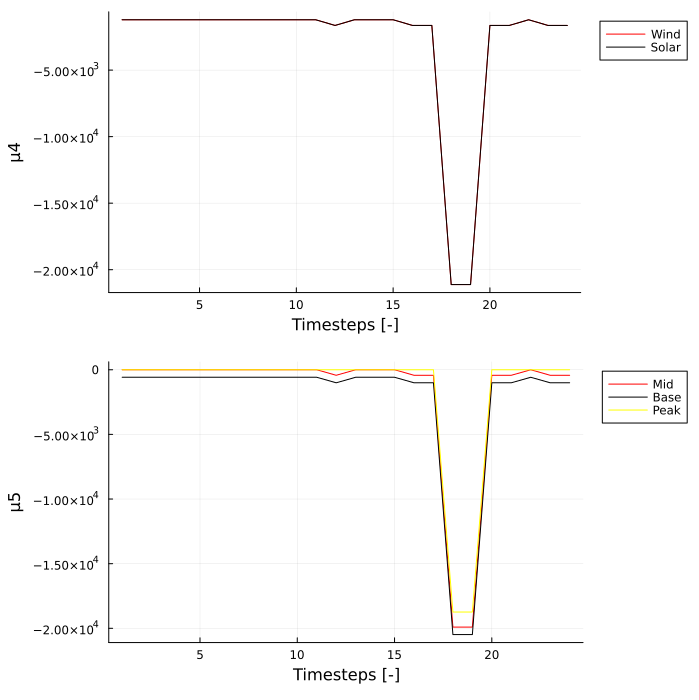 Wind
Solar
−5.00×10³
−1.00×10⁴
−1.50×10⁴
−2.00×10⁴
μ4
5 10 15 20
Timesteps [-]
Mid
Base
Peak
0
−5.00×10³
−1.00×10⁴
−1.50×10⁴
−2.00×10⁴
μ5
5 10 15 20
Timesteps [-]